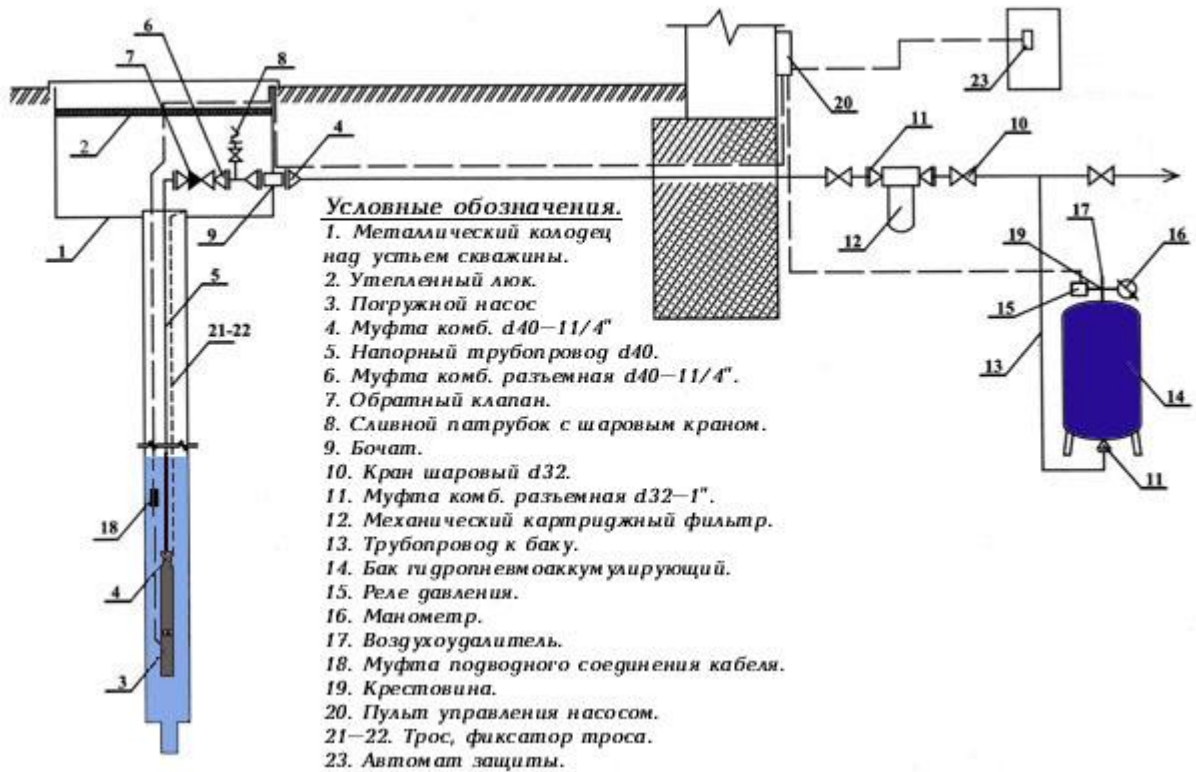 6
7
8
23
20
4
11
10
2
Условные обозначения.
1. Металлический колодец
над устьем скважины.
2. Утепленный люк.
3. Погружной насос
4. Муфта комб. d40—11/4"
5. Напорный трубопровод d40.
6. Муфта комб. разъемная d40—11/4".
7. Обратный клапан.
8. Сливной патрубок с шаровым краном.
9. Бочат.
10. Кран шаровый d32.
11. Муфта комб. разъемная d32—1".
12. Механический картриджный фильтр.
13. Трубопровод к баку.
14. Бак гидропневмоаккумулирующий.
15. Реле давления.
16. Манометр.
17. Воздухоудалитель.
18. Муфта подводного соединения кабеля.
19. Крестовина.
20. Пульт управления насосом.
21—22. Трос, фиксатор троса.
23. Автомат защиты.
1
9
12
19
17
16
15
5
21-22
13
14
11
18
4
3